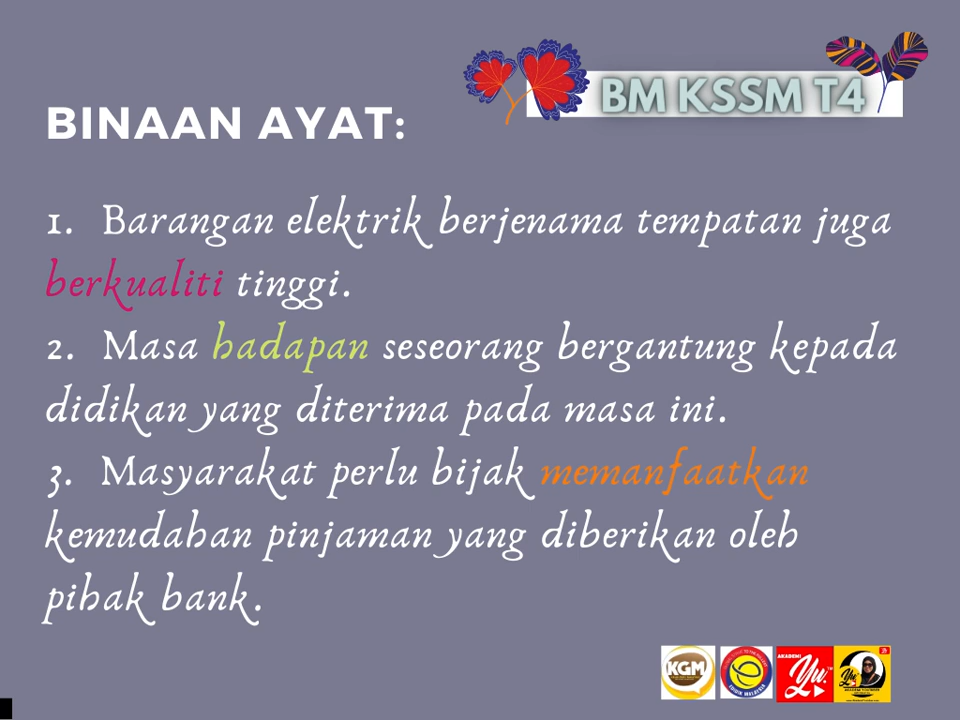 BM KSSM T4
BINAAN AYAT:
1. Barangan elektrik berjenama tempatan juga
berkualiti tinggi.
2. Masa hadapan seseorang bergantung kepada
didikan yang diterima pada masa ini.
3. Masyarakat perlu bijak memanfaatkan
kemudahan pinjaman yang diberikan oleh
pihak bank.
KGM
AKADEMI
Yu.